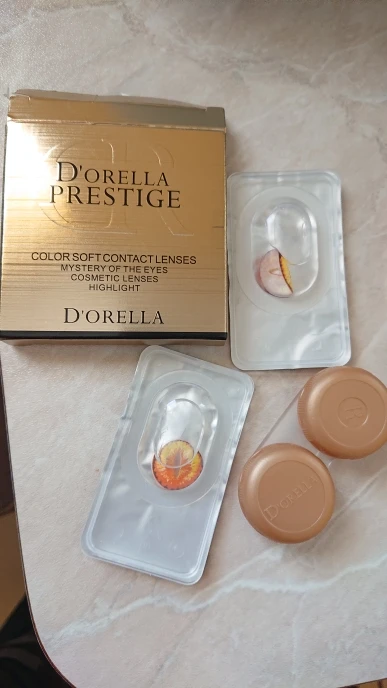 D'ORELLA
PRESTIGE
COLOR SOFT CONTACT LENSES
MYSTERY OF THE EYES
COSMETIC LENSES
HIGHLIGHT
D'ORELLA
D'ORELLA